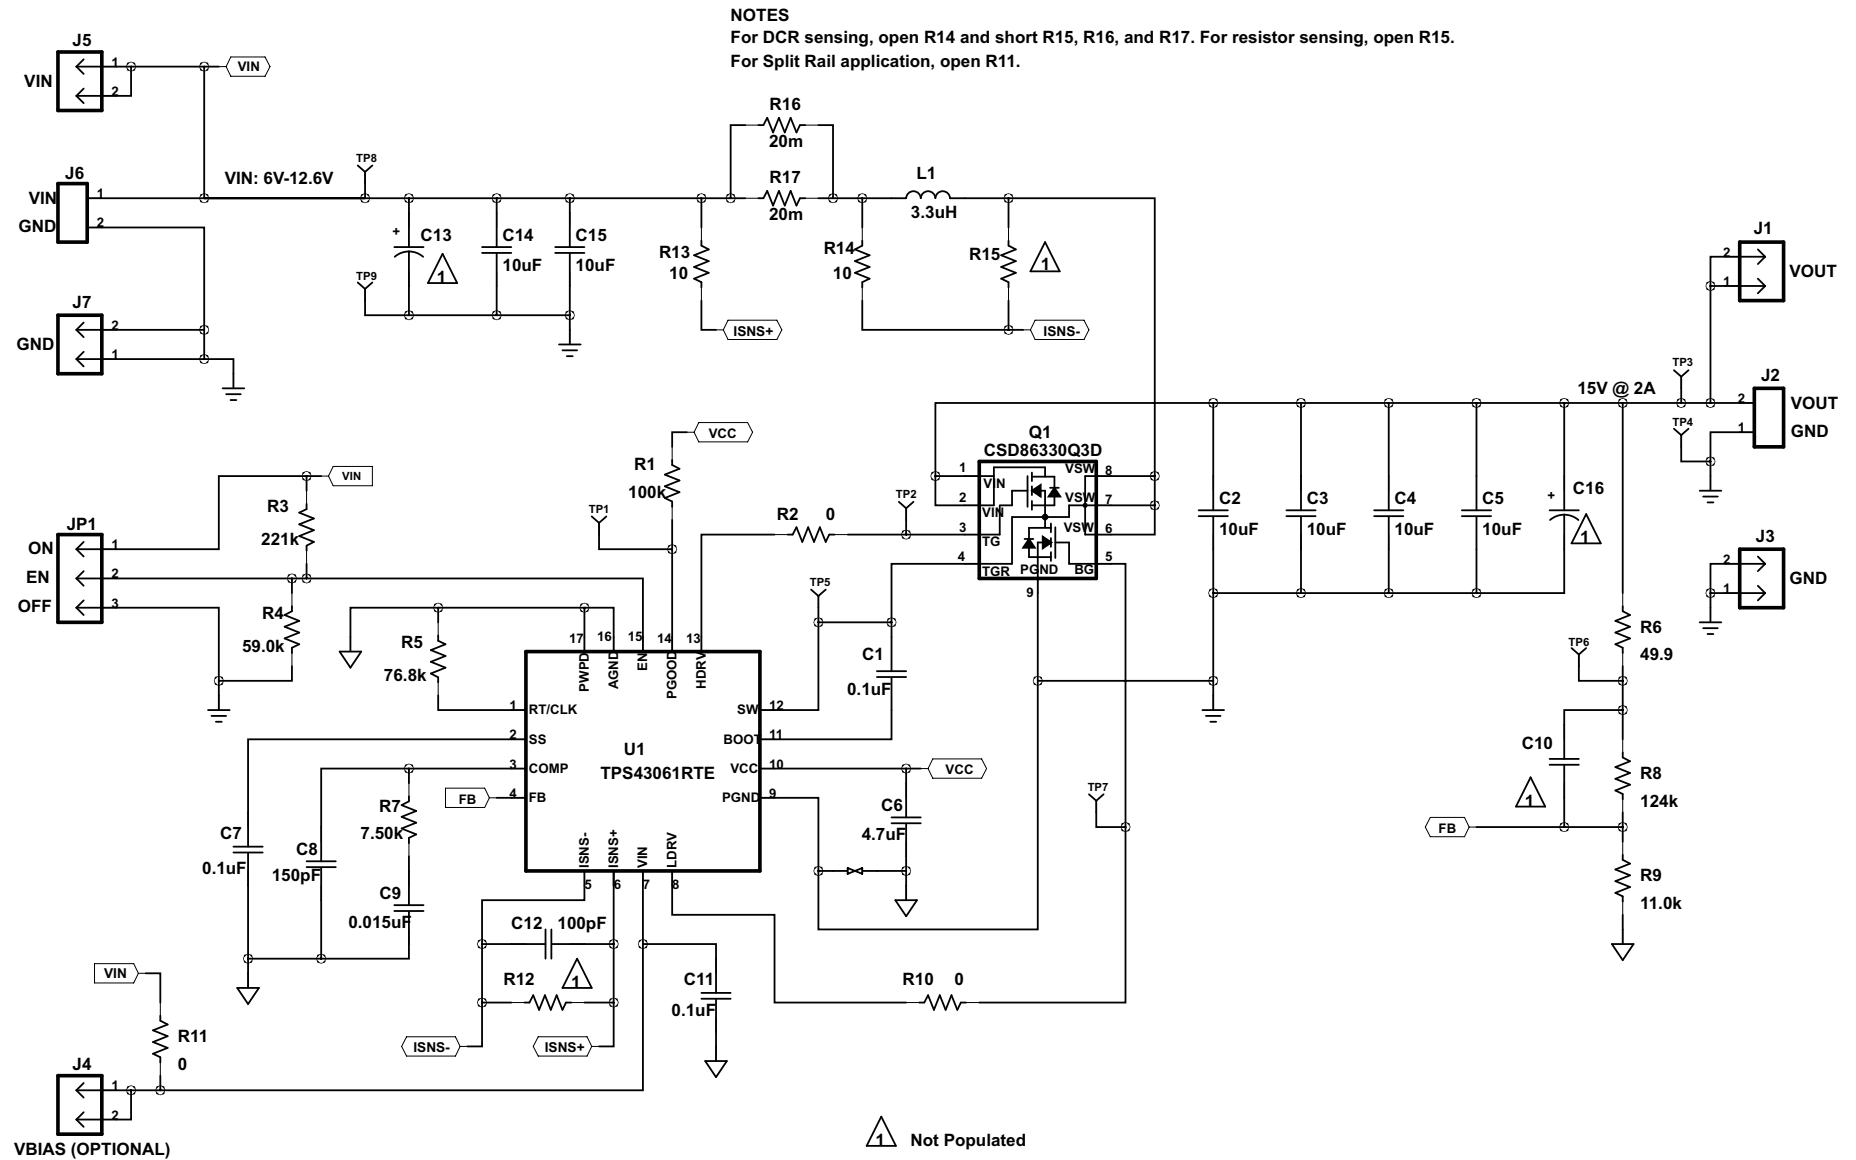 NOTES
For DCR sensing, open R14 and short R15, R16, and R17. For resistor sensing, open R15.
For Split Rail application, open R11.
J5
VIN
1
2
VIN
J6
VIN
GND
1
2
VIN: 6V-12.6V
TP8
TP9
J7
GND
2
1
+
C13
1
C14
10uF
C15
10uF
R16
20m
R17
20m
R13
10
ISNS+
R14
10
L1
3.3uH
R15
1
ISNS-
J1
VOUT
2
1
15V @ 2A
TP3
TP4
J2
2
1
VOUT
GND
J3
GND
2
1
VCC
R1
100k
TP1
R2 0
TP2
Q1
CSD86330Q3D
1
2
3
4
VIN
VIN
TG
TGR
PGND
BG
VSW
VSW
VSW
8
7
6
5
9
C2
10uF
C3
10uF
C4
10uF
C5
10uF
+
C16
1
VIN
JP1
ON
EN
OFF
1
2
3
R3
221k
R4
59.0k
R5
76.8k
17
16
15
14
13
PWPD
AGND
EN
PGOOD
HDRV
TP5
C1
0.1uF
1
2
3
4
RT/CLK
SS
COMP
FB
FB
U1
TPS43061RTE
SW
BOOT
VCC
PGND
12
11
10
9
VCC
C6
4.7uF
TP7
ISNS-
ISNS+
VIN
LDRV
5
6
7
8
C7
0.1uF
C8
150pF
R7
7.50k
C9
0.015uF
C12 100pF
R12
1
ISNS-
ISNS+
C11
0.1uF
R10 0
R6
49.9
TP6
C10
1
R8
124k
FB
R9
11.0k
VIN
R11
0
J4
1
2
VBIAS (OPTIONAL)
1 Not Populated